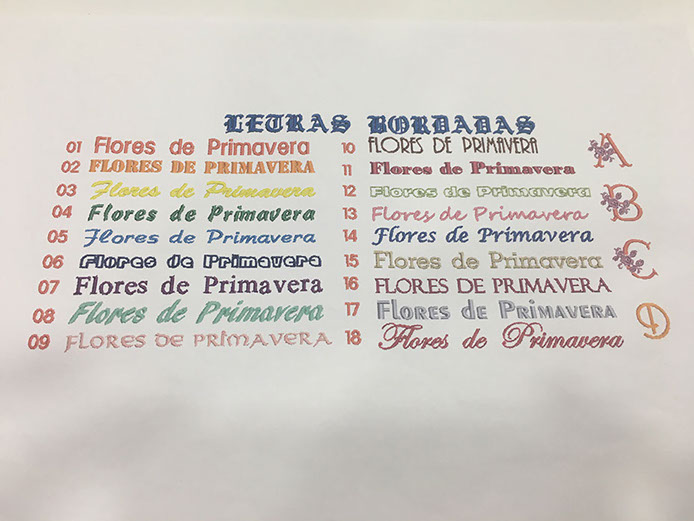 LETRAS BORDADAS
01 Flores de Primavera
02 FLORES DE PRIMAVERA
03 Flores de Primavera
04 Flores de Primavera
05 Flores de Primavera
06 Flores de Primavera
07 Flores de Primavera
08 Flores de Primavera
09 FLORES DE PRIMAVERA
10 FLORES DE PRIMAVERA
11 Flores de Primavera
12 Flores de Primavera
13 Flores de Primavera
14 Flores de Primavera
15 Flores de Primavera
16 FLORES DE PRIMAVERA
17 FLORES DE PRIMAVERA
18 Flores de Primavera
A
B
C
D